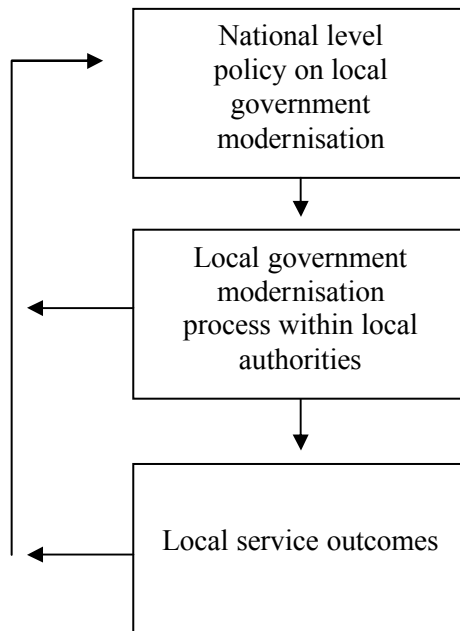 National level
policy on local
government
modernisation
Local government
modernisation
process within local
authorities
Local service outcomes